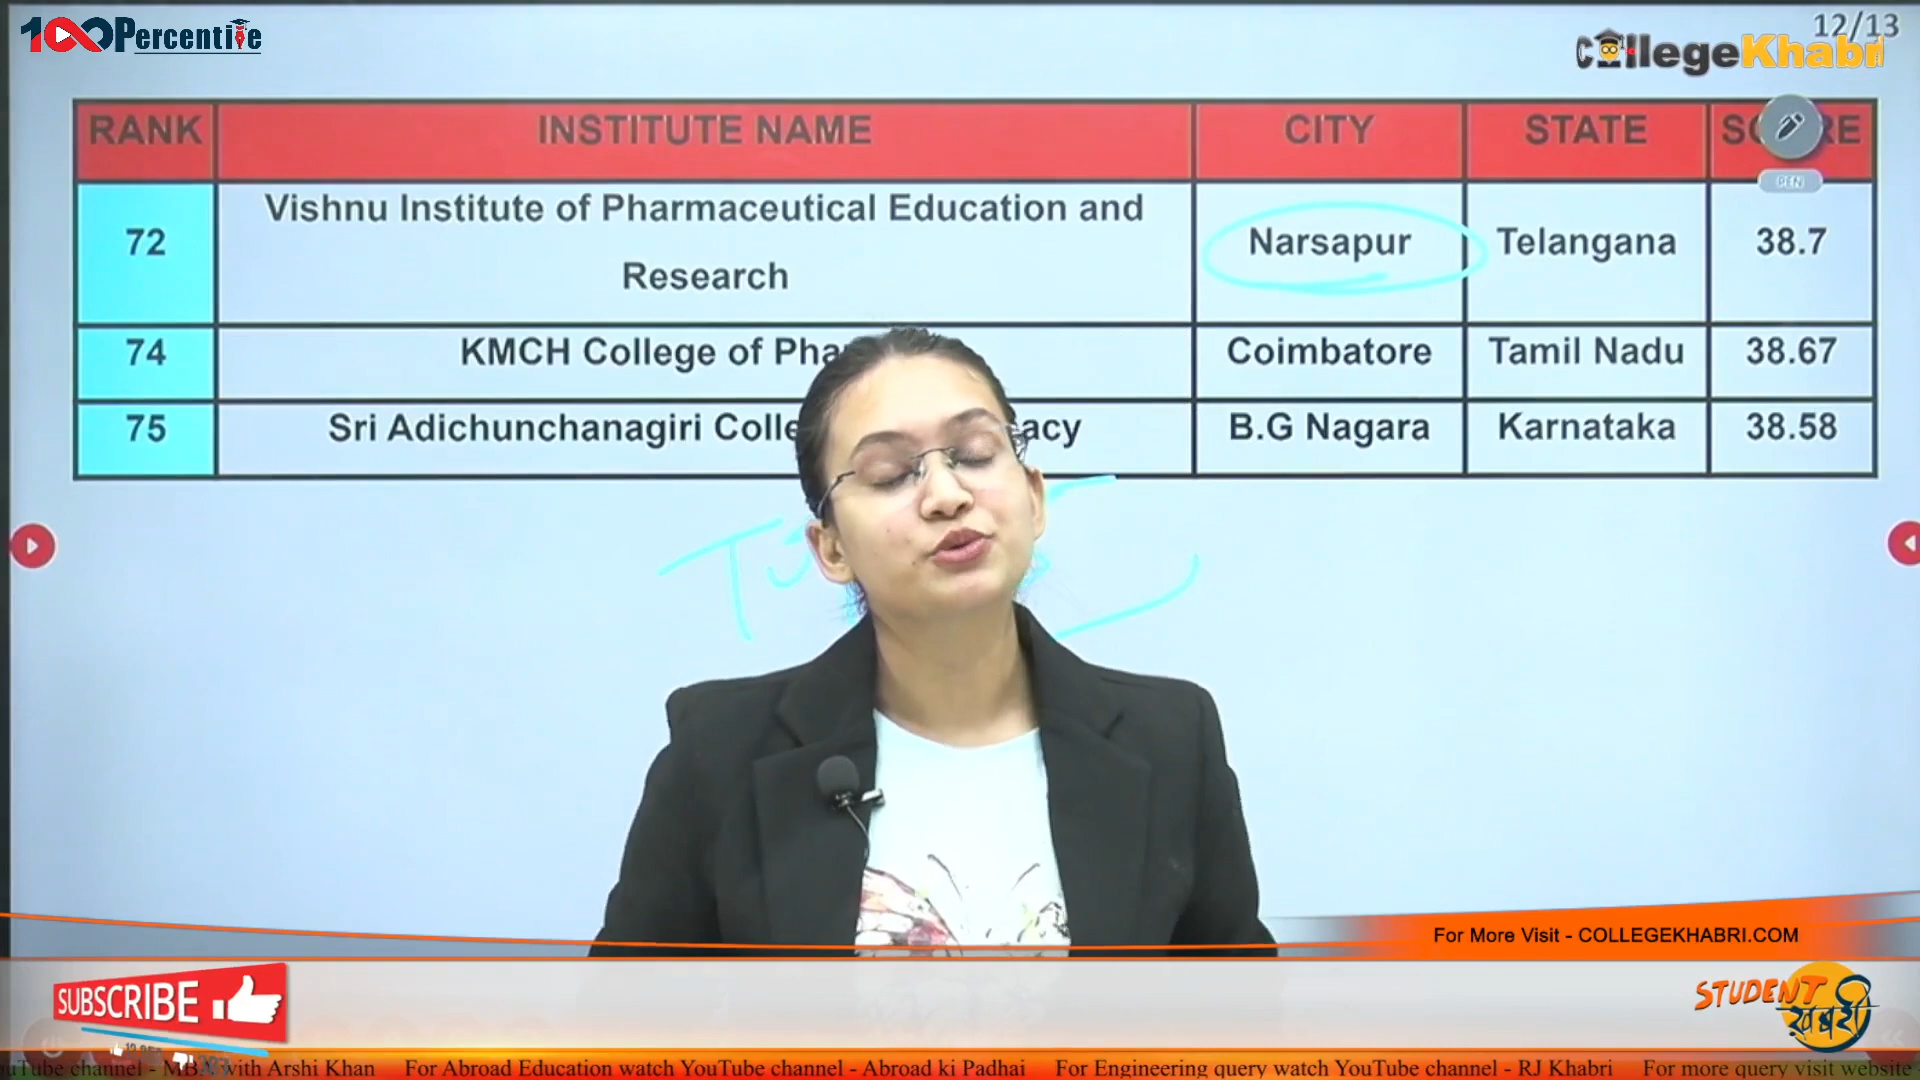 100Percentile
CollegeKhabri
12/13
RANK INSTITUTE NAME CITY STATE
PEN
72 Vishnu Institute of Pharmaceutical Education and Research Narsapur Telangana 38.7
74 KMCH College of Coimbatore Tamil Nadu 38.67
75 Sri Adichunchanagiri B.G Nagara Karnataka 38.58
For More Visit - COLLEGEKHABRI.COM
SUBSCRIBE
STUDENT
ख़बरी
channel - with Arshi Khan For Abroad Education watch YouTube channel - Abroad ki Padhai For Engineering query watch YouTube channel - RJ Khabri For more query visit website